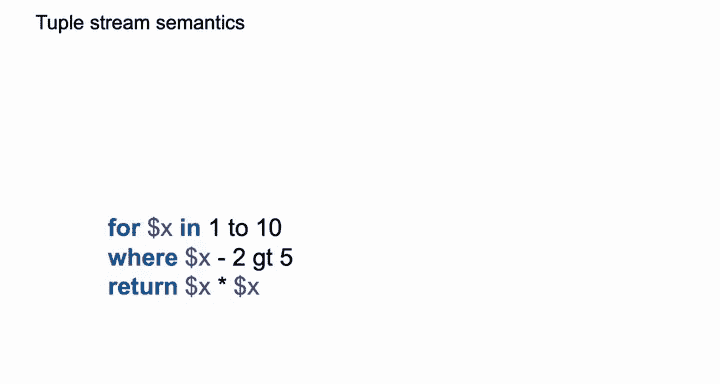 Tuple stream semantics
for $x in 1 to 10
where $x - 2 gt 5
return $x * $x